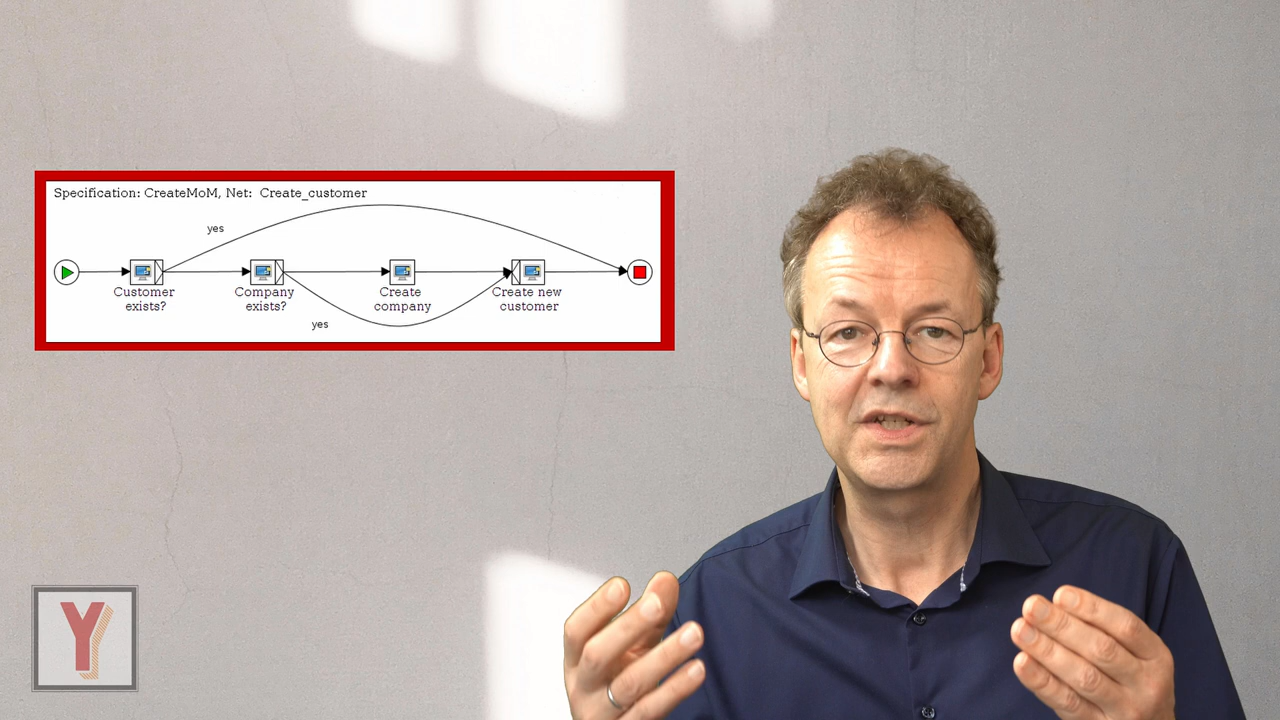 Specification: CreateMoM, Net: Create_customer
yes
Customer
exists?
Company
exists?
Create
company
Create new
customer
yes
Y